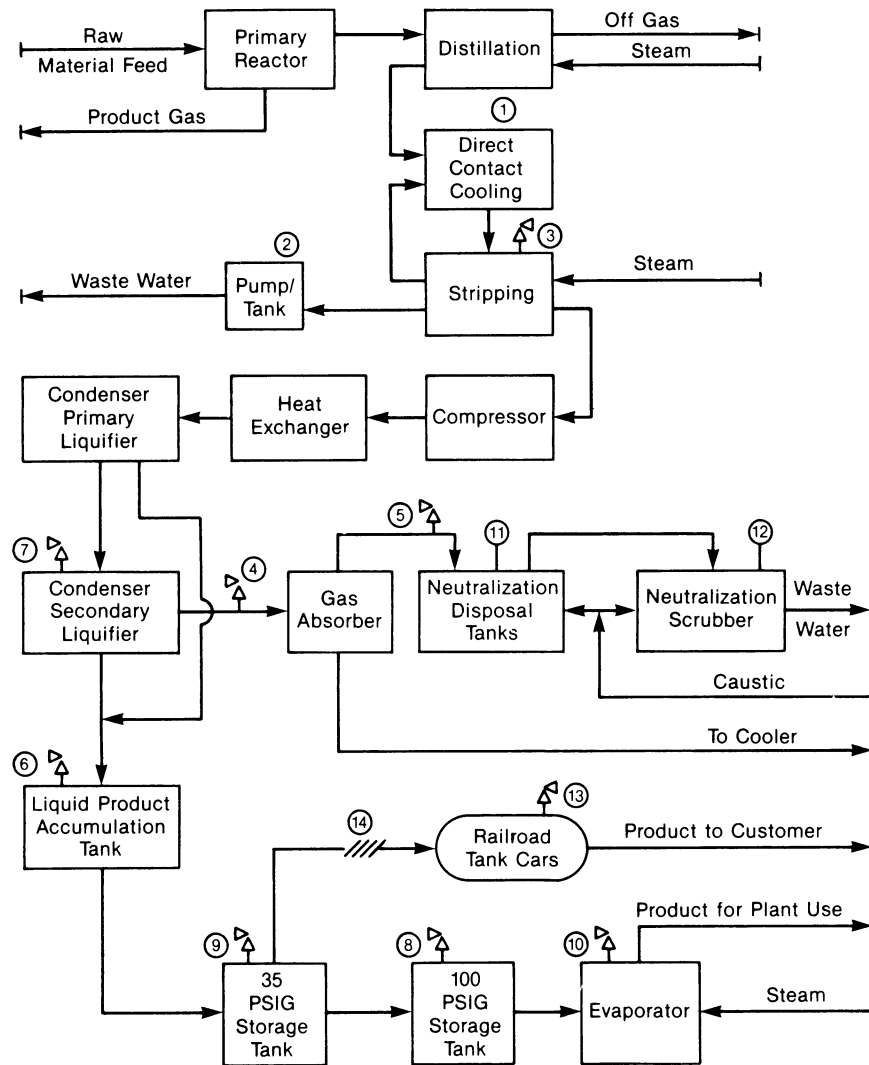 Raw
Material Feed
Primary
Reactor
Distillation
Off Gas
Steam
Product Gas
1
Direct
Contact
Cooling
2
3
Waste Water
Pump/
Tank
Stripping
Steam
Condenser
Primary
Liquifier
Heat
Exchanger
Compressor
7
4
5
11
12
Condenser
Secondary
Liquifier
Gas
Absorber
Neutralization
Disposal
Tanks
Neutralization
Scrubber
Waste
Water
Caustic
To Cooler
6
Liquid Product
Accumulation
Tank
14
13
Railroad
Tank Cars
Product to Customer
Product for Plant Use
9
8
10
35
PSIG
Storage
Tank
100
PSIG
Storage
Tank
Evaporator
Steam